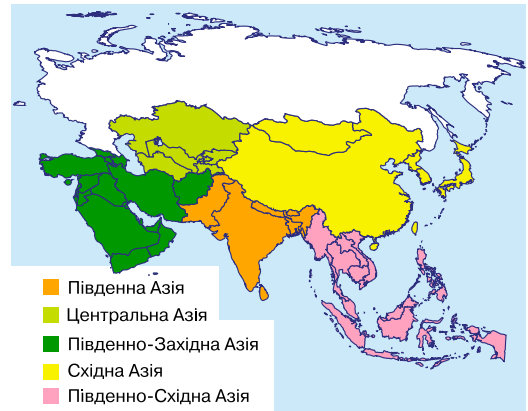 Південна Азія
Центральна Азія
Південно-Західна Азія
Східна Азія
Південно-Східна Азія